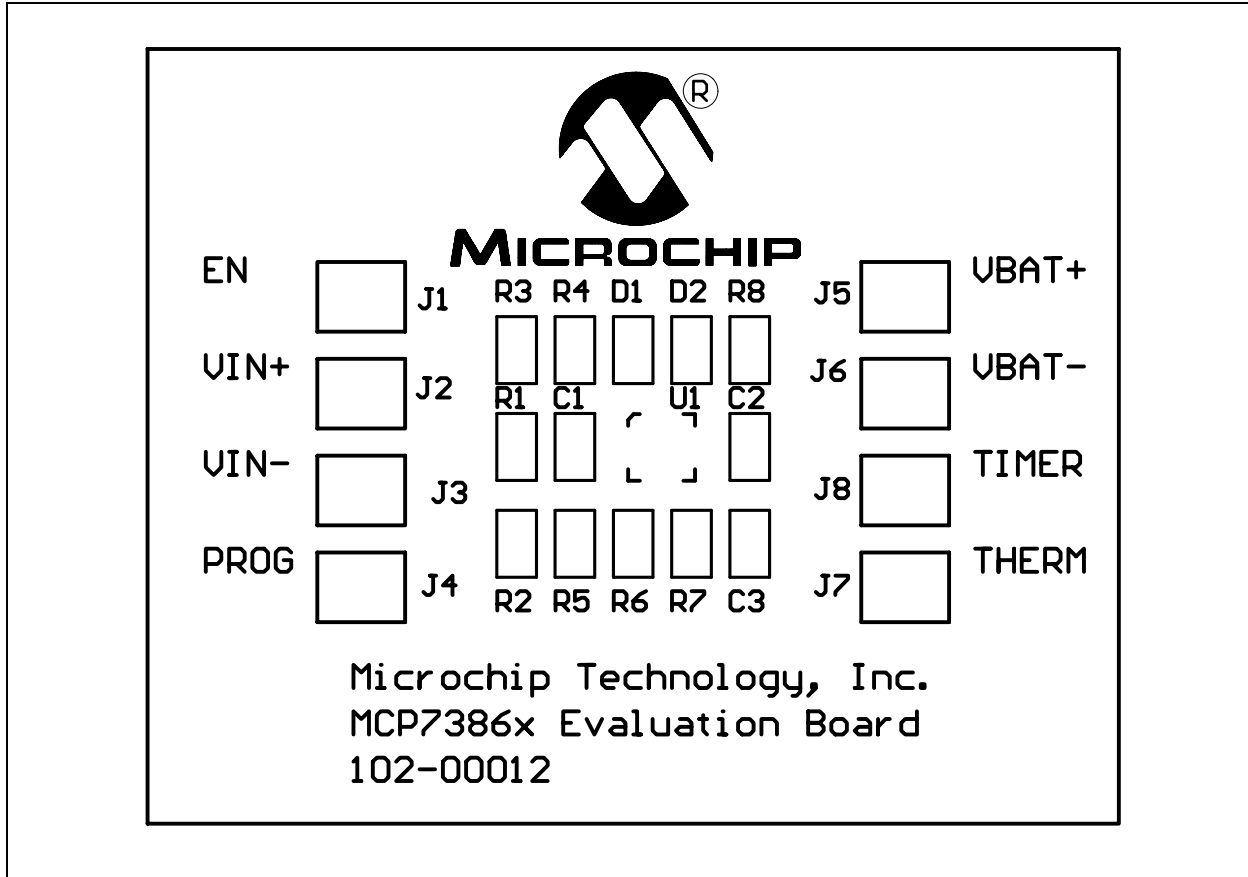 ®
MICROCHIP
EN J1 R3 R4 D1 D2 R8 J5 VBAT+
VIN+ J2 R1 C1 U1 C2 J6 VBAT-
VIN- J3 J8 TIMER
PROG J4 R2 R5 R6 R7 C3 J7 THERM
Microchip Technology, Inc.
MCP7386x Evaluation Board
102-00012